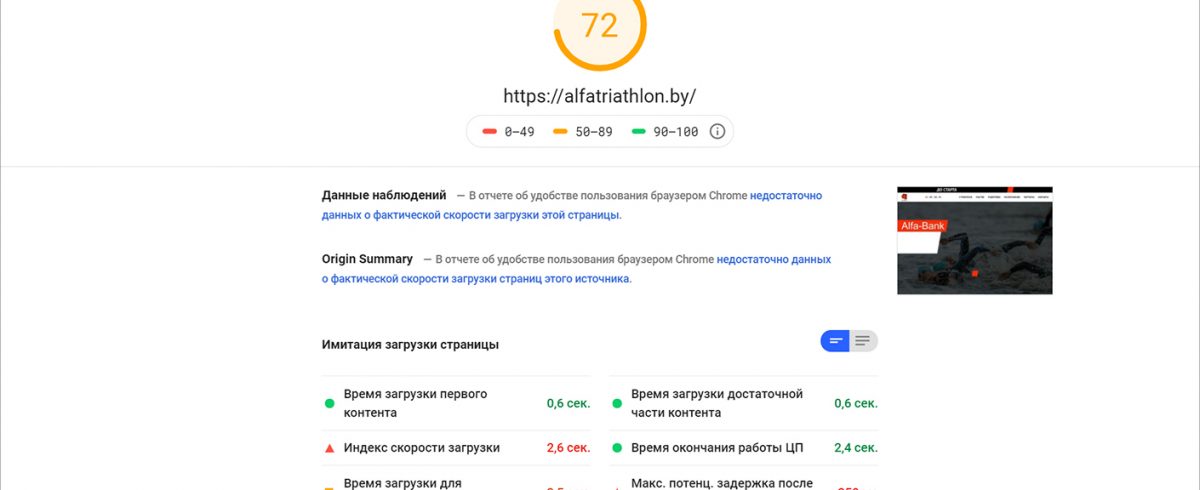 72
https://alfatriathlon.by/
0–49 50–89 90–100
Данные наблюдений — В отчете об удобстве пользования браузером Chrome недостаточно
данных о фактической скорости загрузки этой страницы.
ДО СТАРТА
Alfa-Bank
Origin Summary — В отчете об удобстве пользования браузером Chrome недостаточно данных
о фактической скорости загрузки страниц этого источника.
Имитация загрузки страницы
Время загрузки первого
контента
0,6 сек.
Время загрузки достаточной
части контента
0,6 сек.
Индекс скорости загрузки 2,6 сек.
Время окончания работы ЦП 2,4 сек.
Время загрузки для
Макс. потенц. задержка после